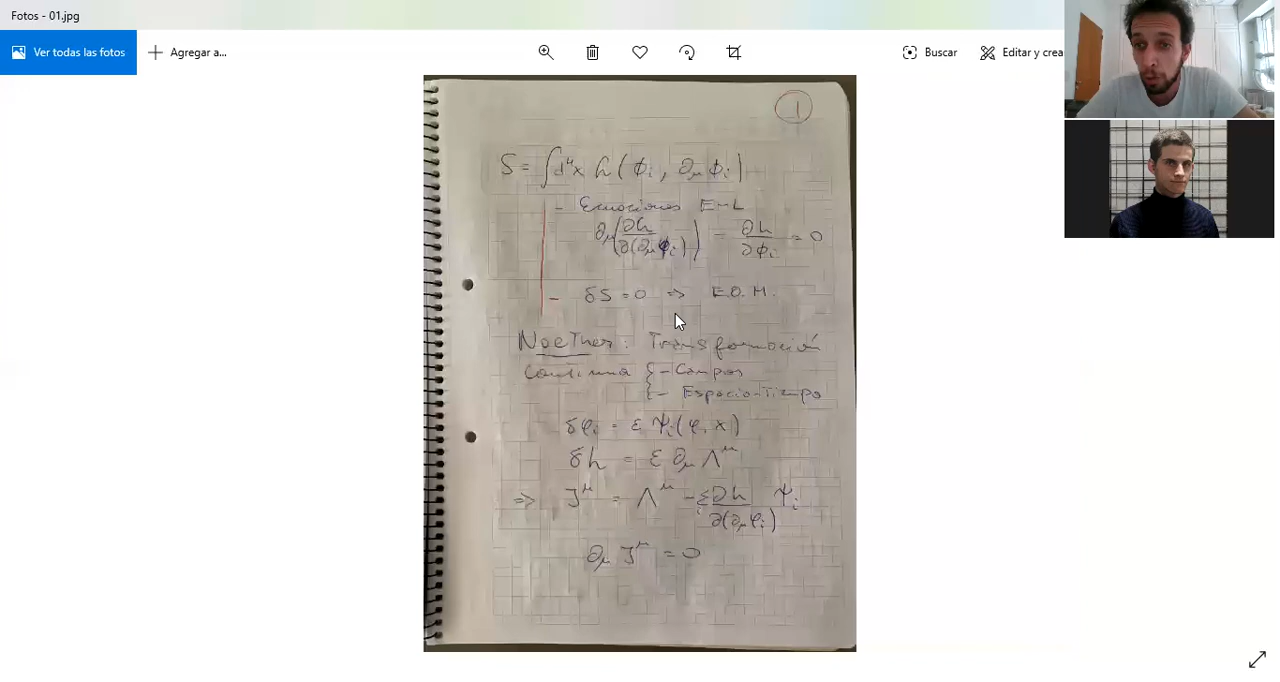 Fotos - 01.jpg
Ver todas las fotos
Agregar a...
Buscar
Editar y crea
1
S = ∫d⁴x L(ϕi, ∂μϕi)
- Ecuaciones E-L
∂μ(∂L/∂(∂μϕi)) - ∂L/∂ϕi = 0
- δS = 0 ⇒ E.O.M.
Noether: Transformación
continua { - Campos
- Espacio-Tiempo
δφi = ε Ψi(φ, x)
δL = ε ∂μ Λ^μ
⇒ J^μ = Λ^μ - Σi ∂L/∂(∂μφi) Ψi
∂μ J^μ = 0